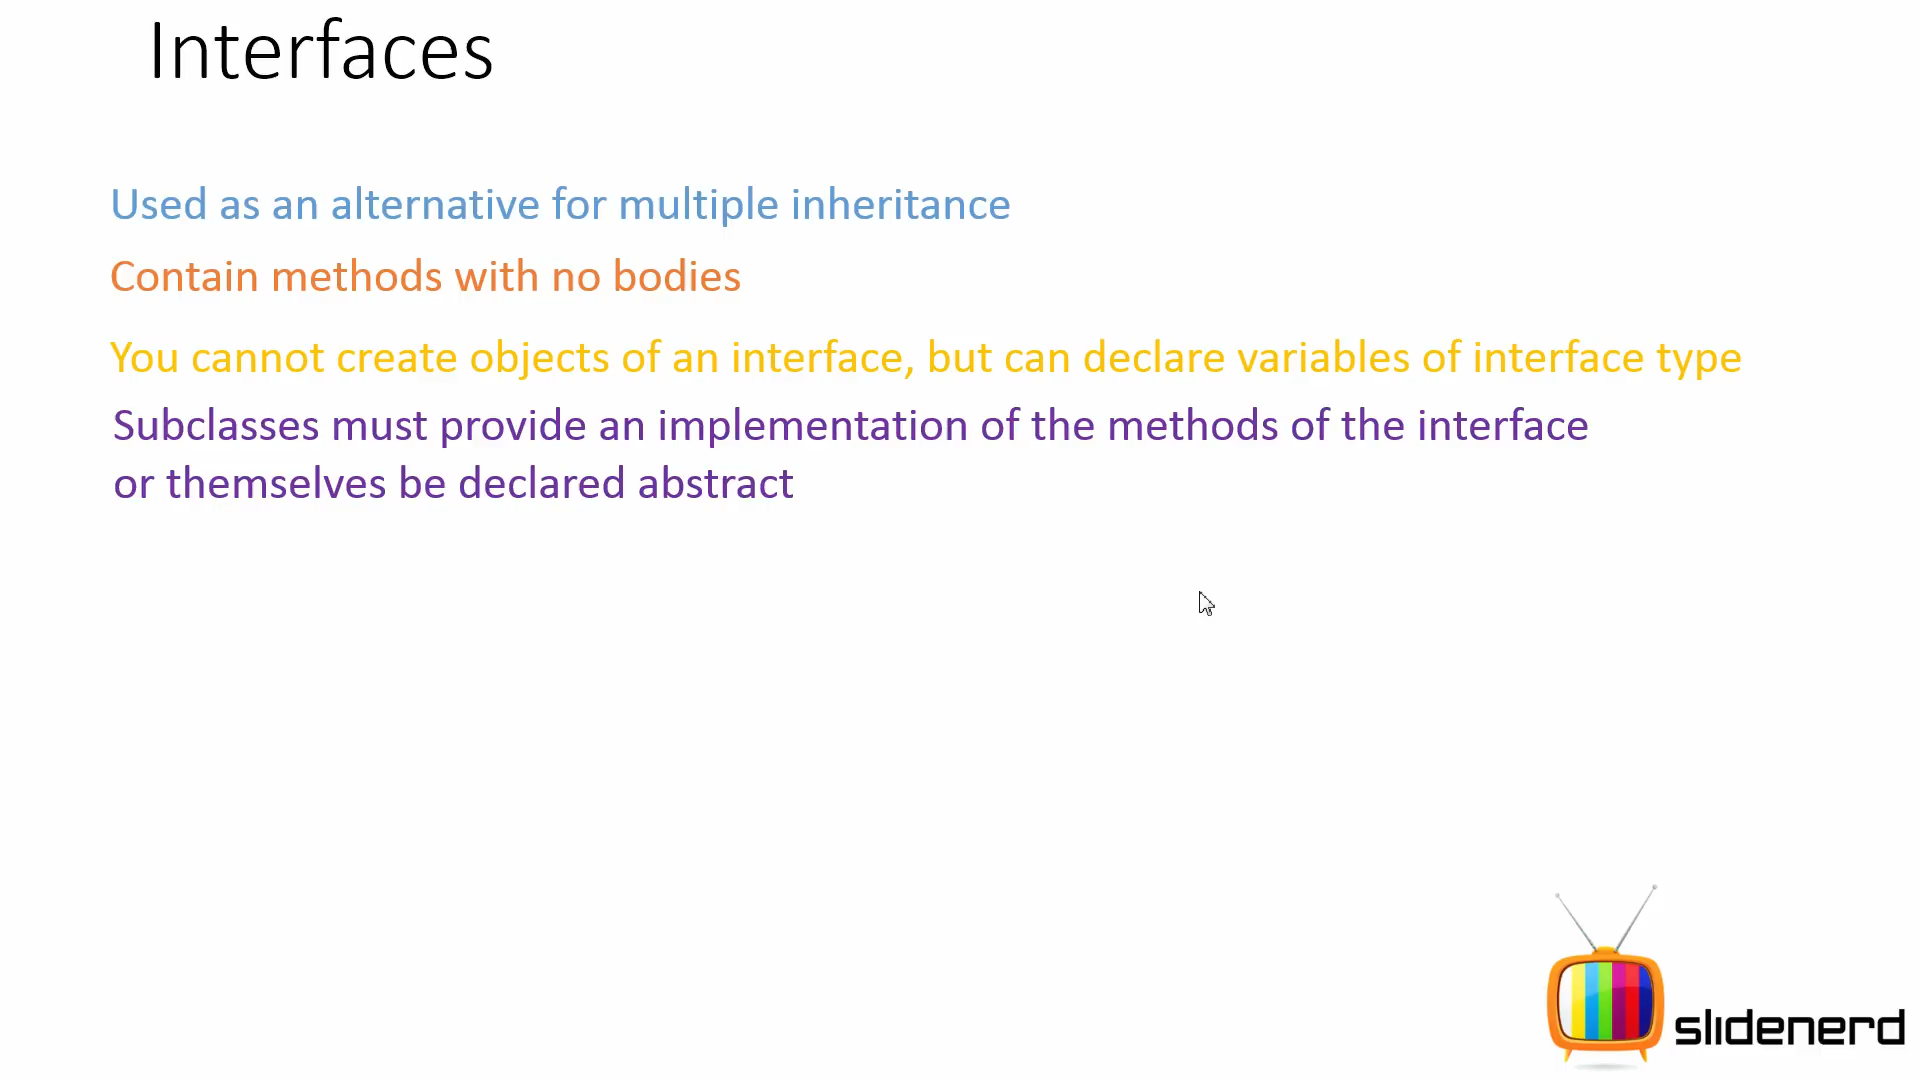 Interfaces
Used as an alternative for multiple inheritance
Contain methods with no bodies
You cannot create objects of an interface, but can declare variables of interface type
Subclasses must provide an implementation of the methods of the interface
or themselves be declared abstract
slidenerd